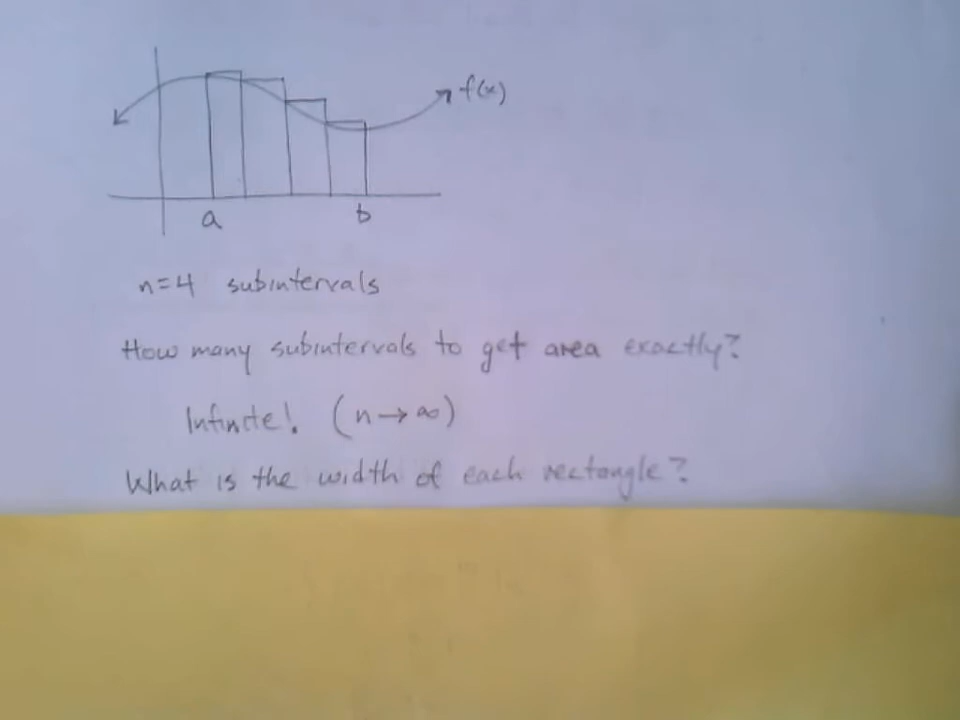 f(x)
a b
n=4 subintervals
How many subintervals to get area exactly?
Infinite! (n→∞)
What is the width of each rectangle?